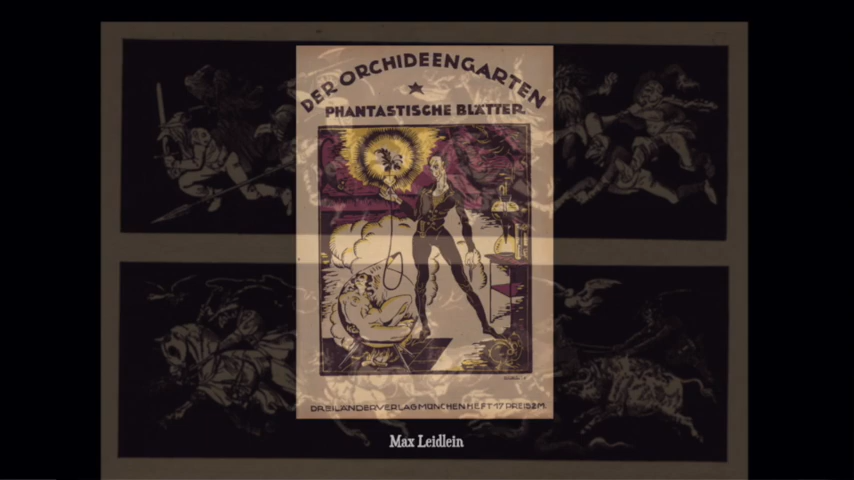 DER ORCHIDEENGARTEN
PHANTASTISCHE BLÄTTER
DREILÄNDERVERLAG MÜNCHEN HEFT 17 PREIS 2 M.
Max Leidlein